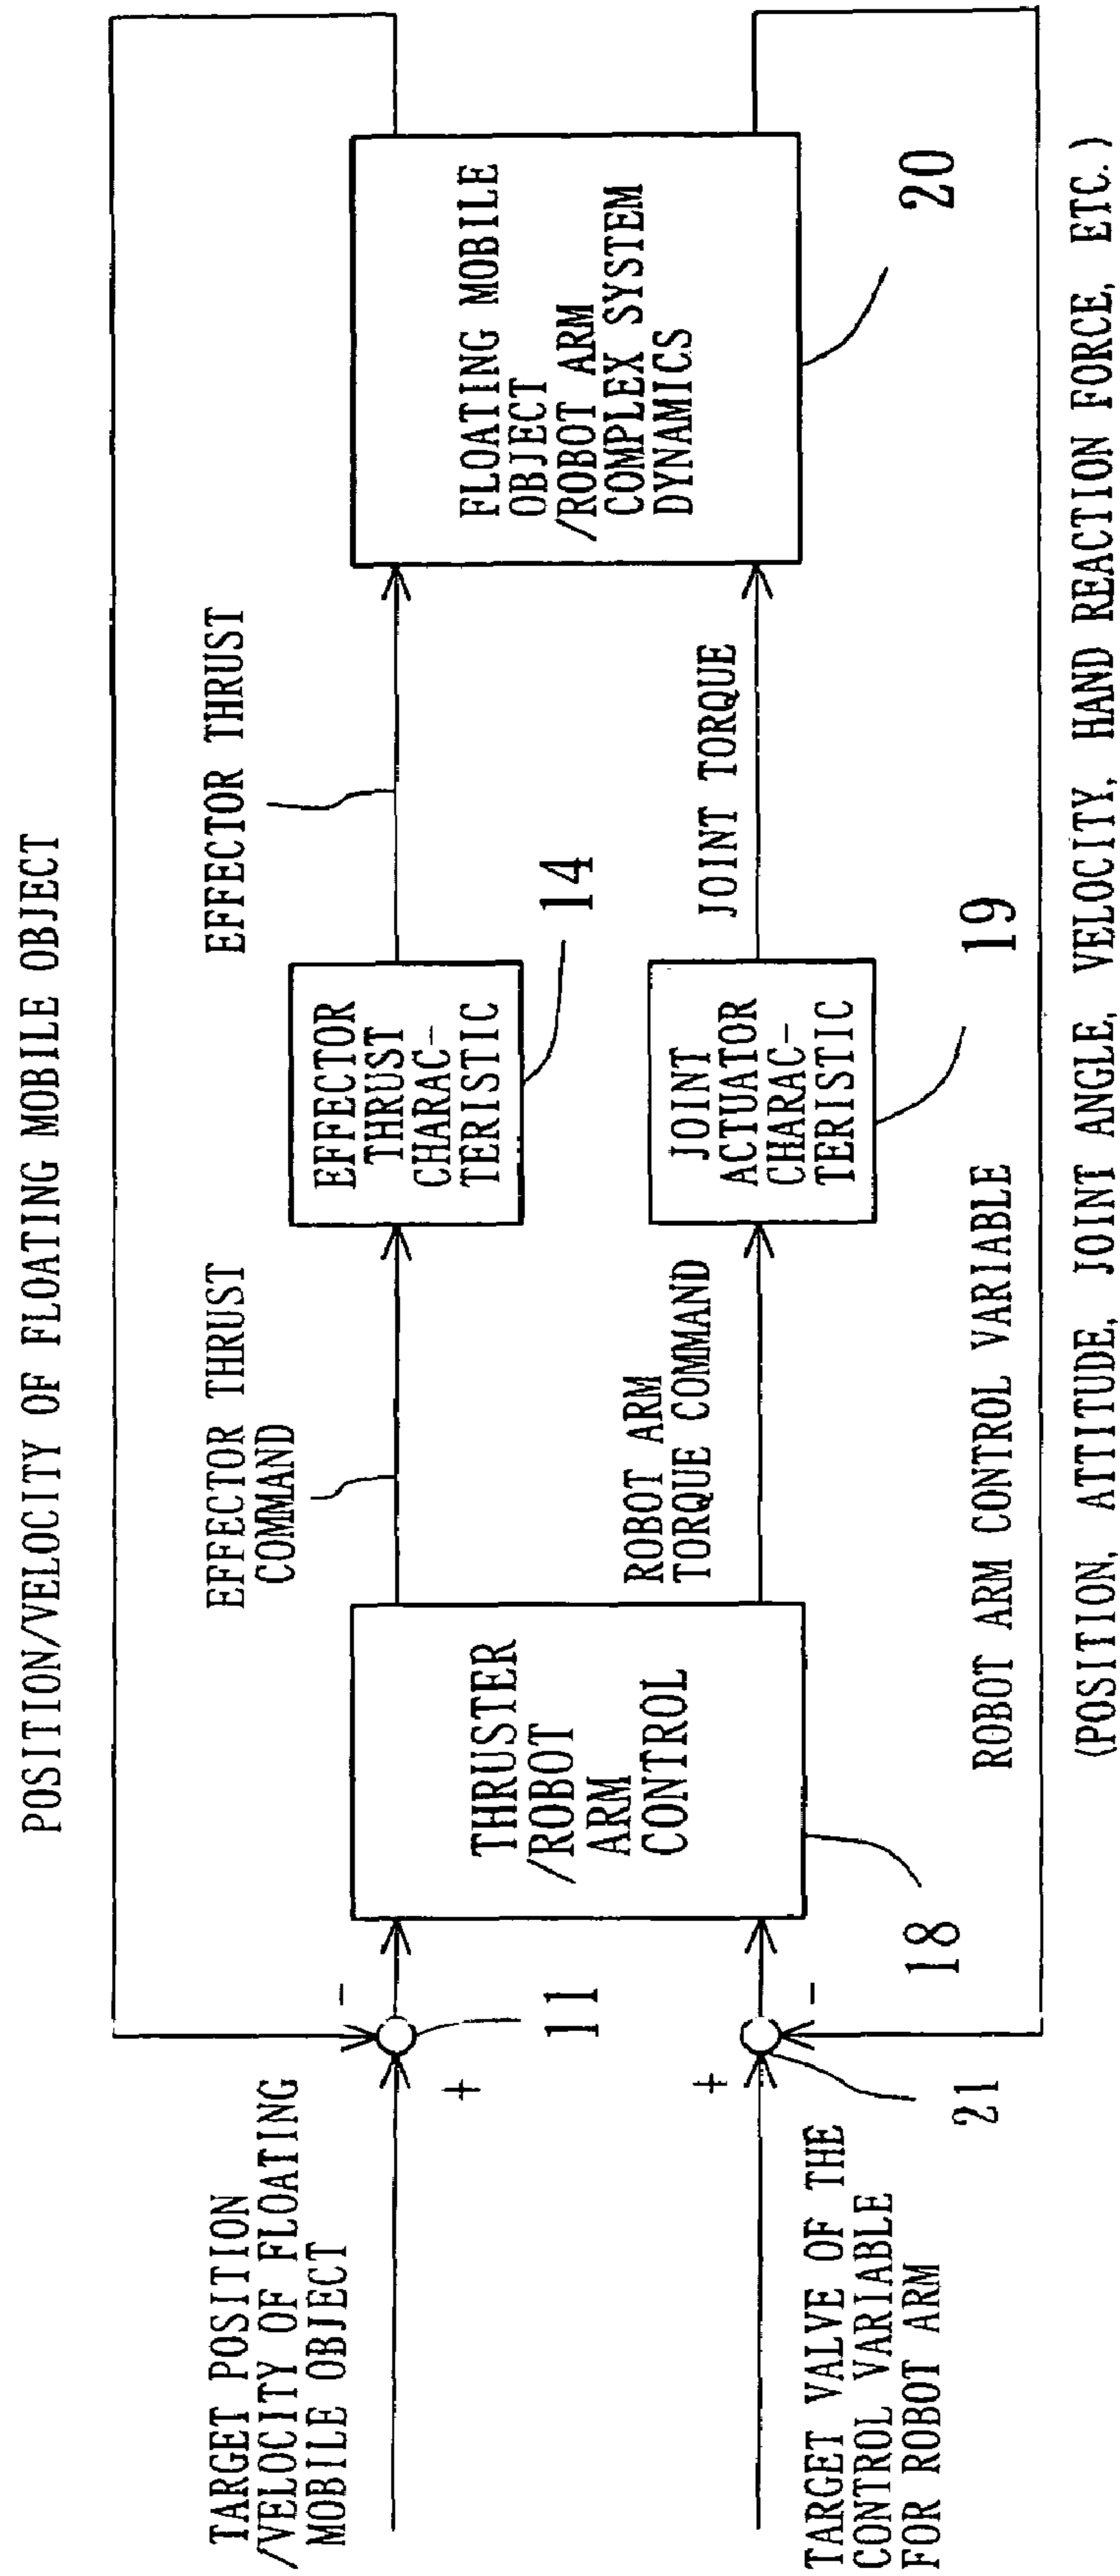 POSITION/VELOCITY OF FLOATING MOBILE OBJECT
TARGET POSITION
/VELOCITY OF FLOATING
MOBILE OBJECT
+
-
11
TARGET VALVE OF THE
CONTROL VARIABLE
FOR ROBOT ARM
+
-
21
THRUSTER
/ROBOT
ARM
CONTROL
18
EFFECTOR THRUST
COMMAND
ROBOT ARM
TORQUE COMMAND
EFFECTOR
THRUST
CHARAC-
TERISTIC
14
JOINT
ACTUATOR
CHARAC-
TERISTIC
19
EFFECTOR THRUST
JOINT TORQUE
FLOATING MOBILE
OBJECT
/ROBOT ARM
COMPLEX SYSTEM
DYNAMICS
20
ROBOT ARM CONTROL VARIABLE
(POSITION, ATTITUDE, JOINT ANGLE, VELOCITY, HAND REACTION FORCE, ETC.)